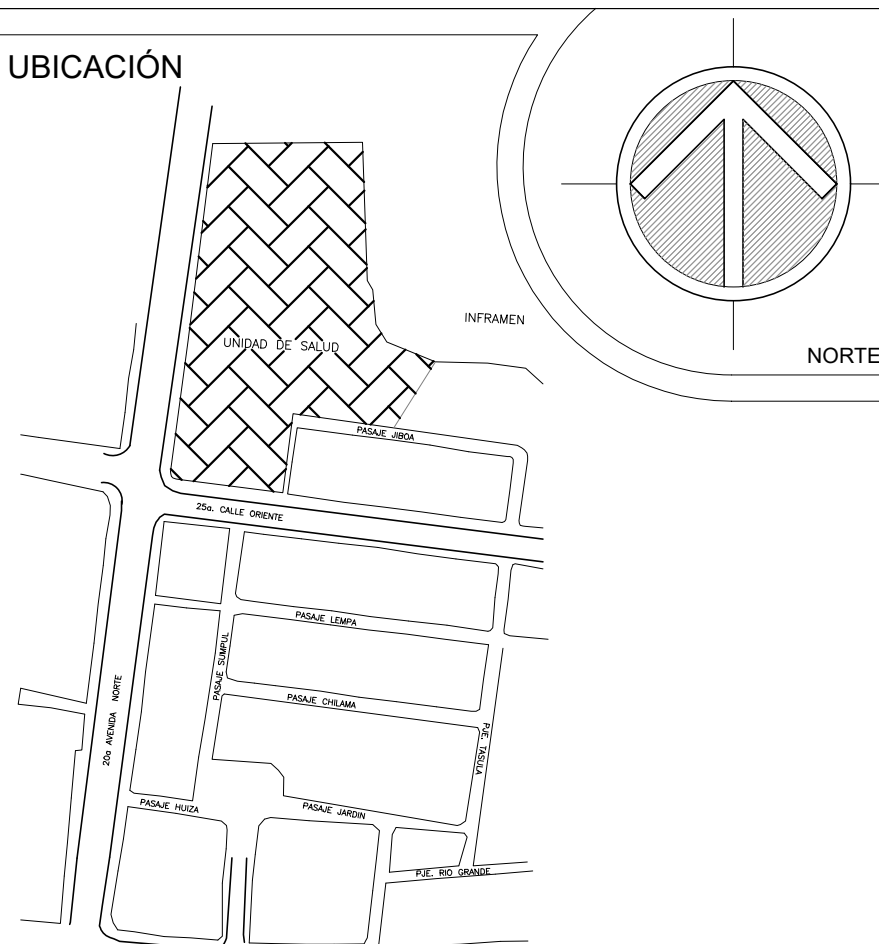 UBICACIÓN
INFRAMEN
UNIDAD DE SALUD
NORTE
PASAJE JIBOA
25a. CALLE ORIENTE
PASAJE LEMPA
PASAJE SUMPUL
20a AVENIDA NORTE
PASAJE CHILAMA
PJE. TASULA
PASAJE HUIZA
PASAJE JARDIN
PJE. RIO GRANDE